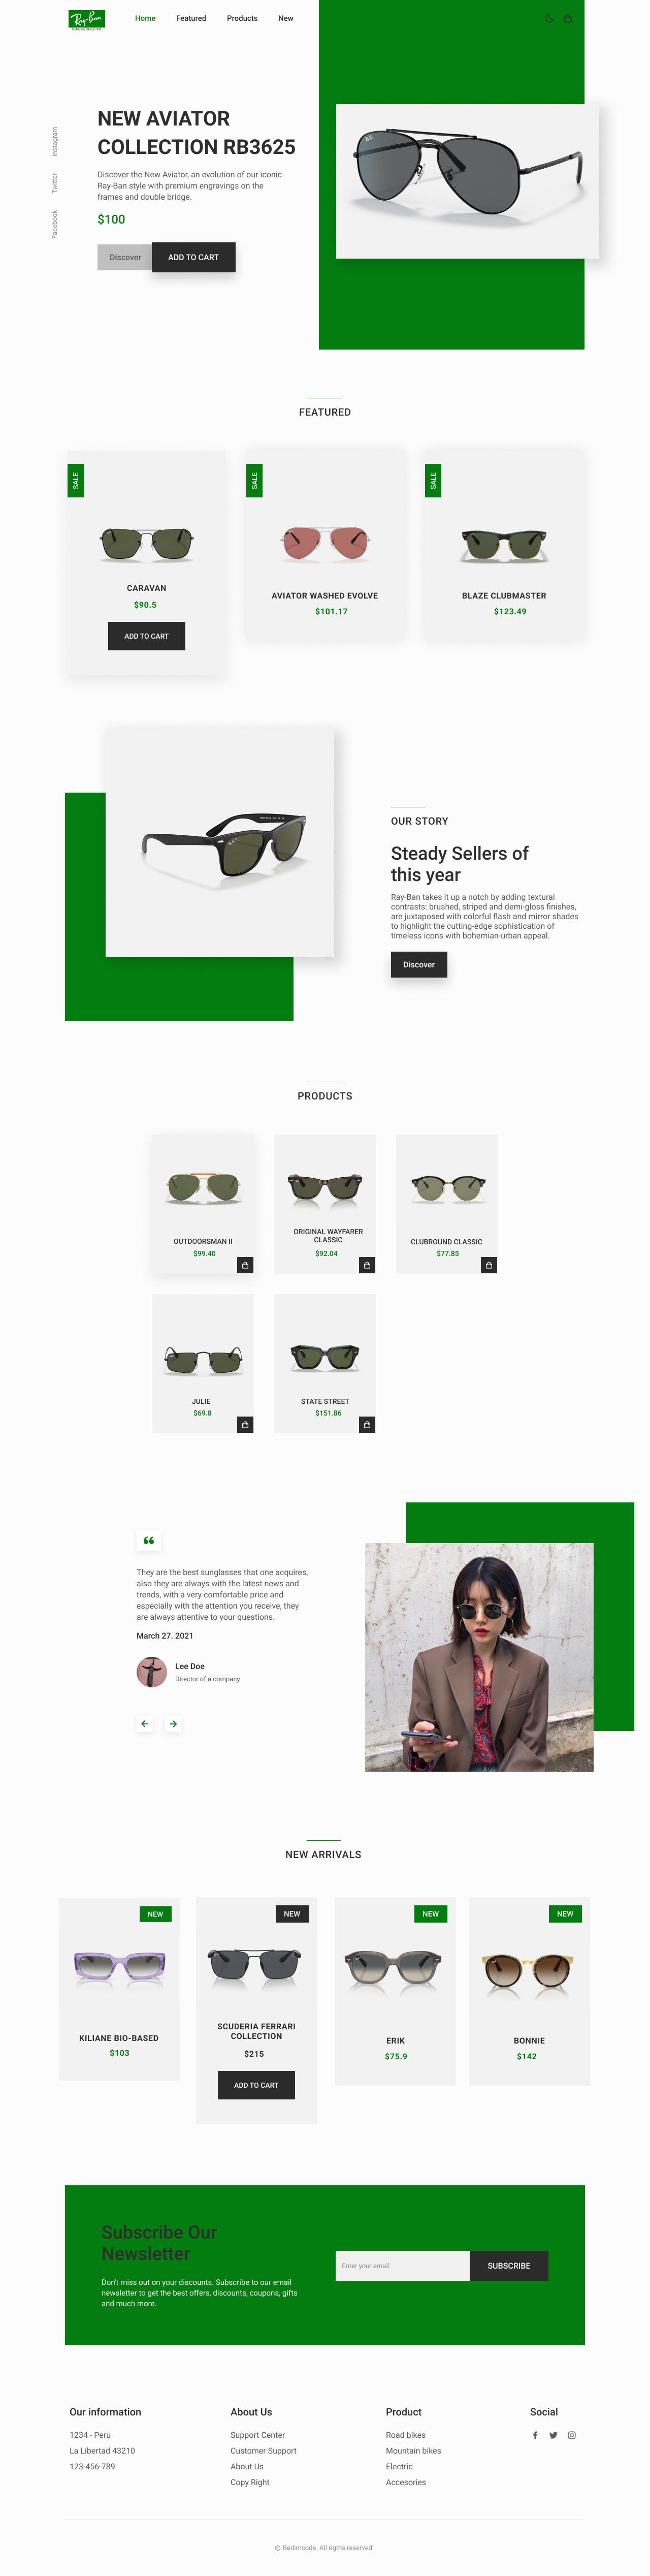 Ray-Ban
GENUINE SINCE 1937
Home
Featured
Products
New
Instagram
Twitter
Facebook
NEW AVIATOR
COLLECTION RB3625
Discover the New Aviator, an evolution of our iconic
Ray-Ban style with premium engravings on the
frames and double bridge.
$100
Discover
ADD TO CART
FEATURED
SALE
CARAVAN
$90.5
ADD TO CART
SALE
AVIATOR WASHED EVOLVE
$101.17
SALE
BLAZE CLUBMASTER
$123.49
OUR STORY
Steady Sellers of
this year
Ray-Ban takes it up a notch by adding textural
contrasts: brushed, striped and demi-gloss finishes,
are juxtaposed with colorful flash and mirror shades
to highlight the cutting-edge sophistication of
timeless icons with bohemian-urban appeal.
Discover
PRODUCTS
OUTDOORSMAN II
$99.40
ORIGINAL WAYFARER
CLASSIC
$92.04
CLUBROUND CLASSIC
$77.85
JULIE
$69.8
STATE STREET
$151.86
They are the best sunglasses that one acquires,
also they are always with the latest news and
trends, with a very comfortable price and
especially with the attention you receive, they
are always attentive to your questions.
March 27. 2021
Lee Doe
Director of a company
NEW ARRIVALS
NEW
KILIANE BIO-BASED
$103
NEW
SCUDERIA FERRARI
COLLECTION
$215
ADD TO CART
NEW
ERIK
$75.9
NEW
BONNIE
$142
Subscribe Our
Newsletter
Don't miss out on your discounts. Subscribe to our email
newsletter to get the best offers, discounts, coupons, gifts
and much more.
Enter your email
SUBSCRIBE
Our information
1234 - Peru
La Libertad 43210
123-456-789
About Us
Support Center
Customer Support
About Us
Copy Right
Product
Road bikes
Mountain bikes
Electric
Accesories
Social
© Bedimcode. All rigths reserved